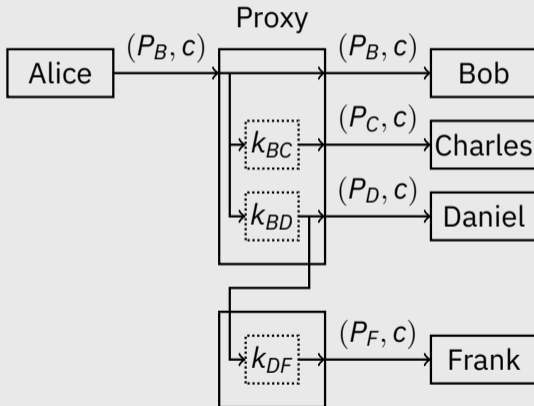 Proxy
Alice
(P_B, c)
(P_B, c)
Bob
k_BC
(P_C, c)
Charles
k_BD
(P_D, c)
Daniel
k_DF
(P_F, c)
Frank